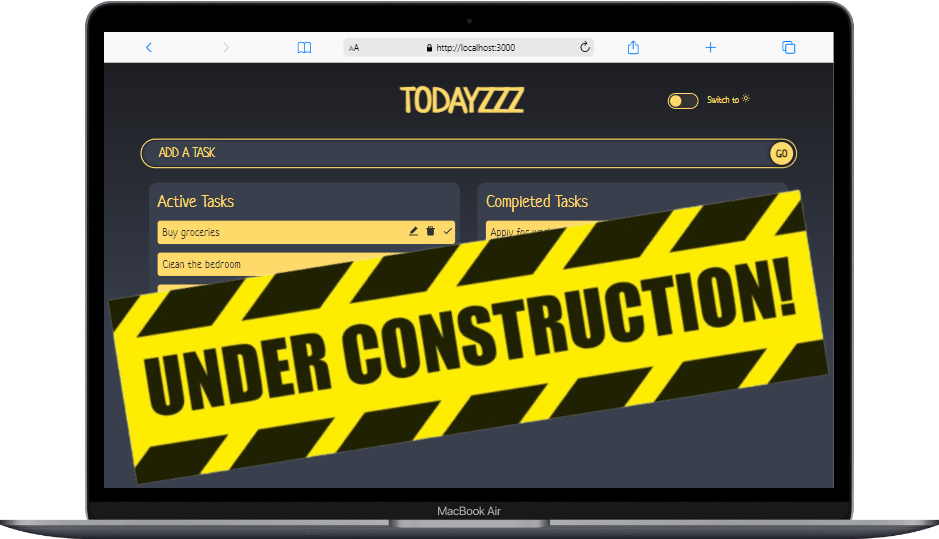 AA http://localhost:3000
TODAYZZZ
Switch to
ADD A TASK
GO
Active Tasks
Completed Tasks
Buy groceries
Apply for
Clean the bedroom
UNDER CONSTRUCTION!
MacBook Air